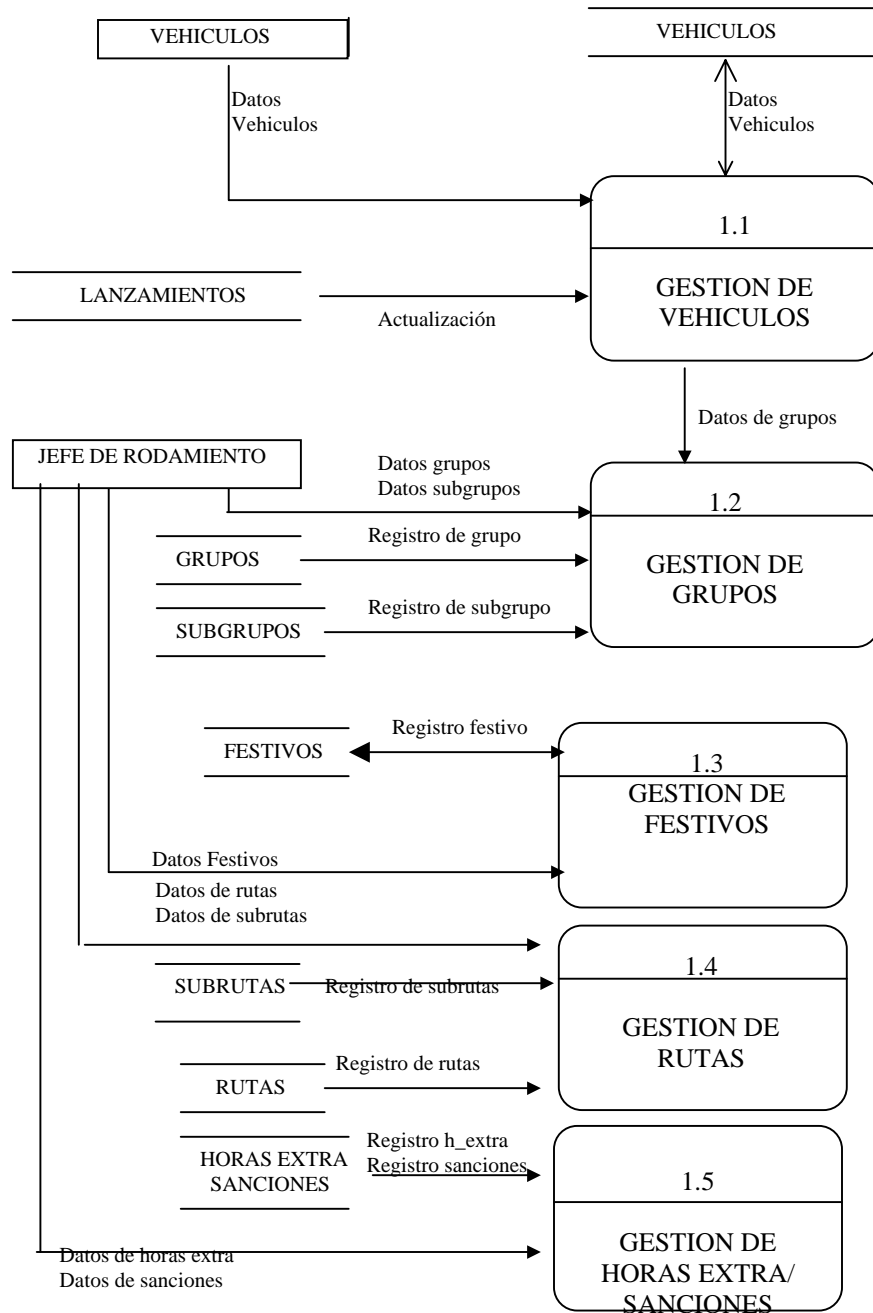 VEHICULOS
VEHICULOS
Datos
Vehiculos
Datos
Vehiculos
1.1
GESTION DE
VEHICULOS
LANZAMIENTOS
Actualización
Datos de grupos
JEFE DE RODAMIENTO
Datos grupos
Datos subgrupos
1.2
GESTION DE
GRUPOS
Registro de grupo
GRUPOS
Registro de subgrupo
SUBGRUPOS
Registro festivo
FESTIVOS
1.3
GESTION DE
FESTIVOS
Datos Festivos
Datos de rutas
Datos de subrutas
1.4
GESTION DE
RUTAS
SUBRUTAS
Registro de subrutas
Registro de rutas
RUTAS
HORAS EXTRA
SANCIONES
Registro h_extra
Registro sanciones
1.5
GESTION DE
HORAS EXTRA/
SANCIONES
Datos de horas extra
Datos de sanciones